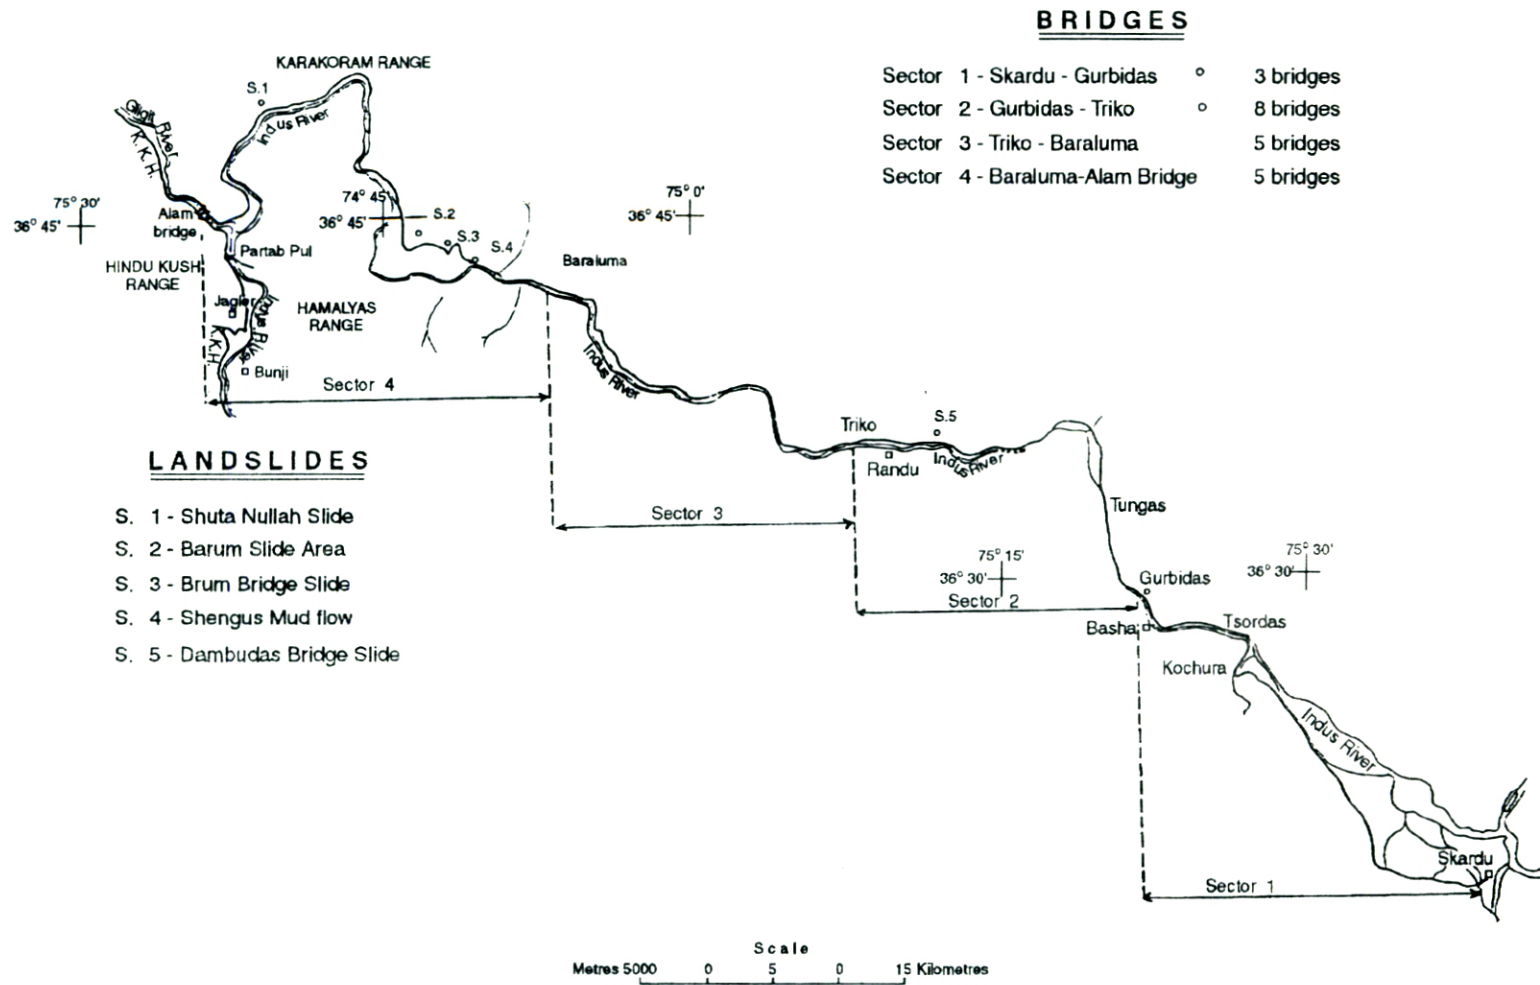 BRIDGES
Sector 1 - Skardu - Gurbidas 3 bridges
Sector 2 - Gurbidas - Triko 8 bridges
Sector 3 - Triko - Baraluma 5 bridges
Sector 4 - Baraluma-Alam Bridge 5 bridges
KARAKORAM RANGE
S.1
Indus River
Gilgit River
K.K.H.
75° 30'
36° 45'
Alam bridge
Partab Pul
HINDU KUSH RANGE
Jagler
Indus River
K.K.H.
Bunji
HAMALYAS RANGE
74° 45'
36° 45'
S.2
S.3
S.4
75° 0'
36° 45'
Baraluma
Indus River
Sector 4
Triko
S.5
Randu
Indus River
Sector 3
Tungas
75° 15'
36° 30'
Sector 2
75° 30'
36° 30'
Gurbidas
Basha
Tsordas
Kochura
Indus River
Skardu
Sector 1
LANDSLIDES
S. 1 - Shuta Nullah Slide
S. 2 - Barum Slide Area
S. 3 - Brum Bridge Slide
S. 4 - Shengus Mud flow
S. 5 - Dambudas Bridge Slide
Scale
Metres 5000 0 5 0 15 Kilometres